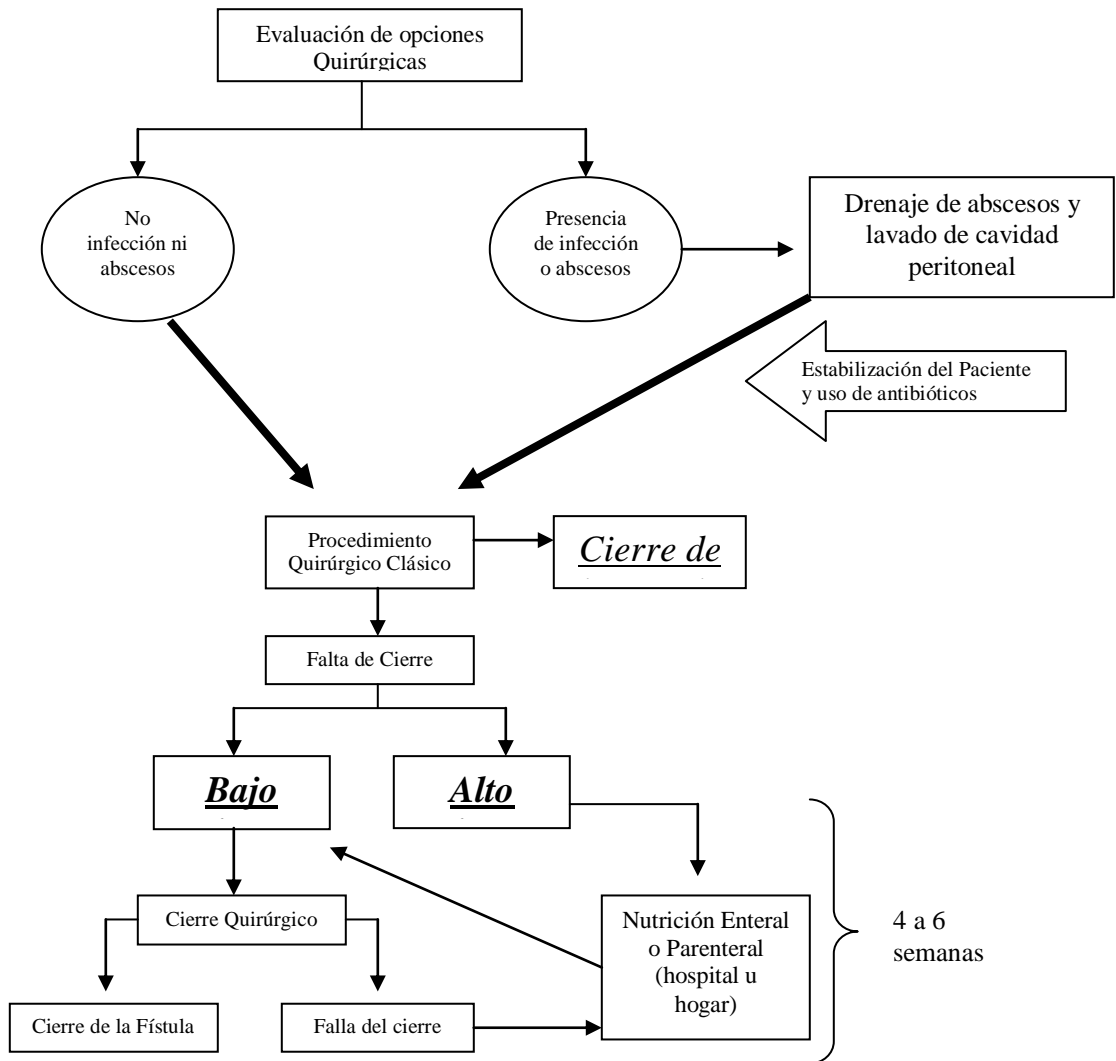 Evaluación de opciones
Quirúrgicas
No
infección ni
abscesos
Presencia
de infección
o abscesos
Drenaje de abscesos y
lavado de cavidad
peritoneal
Estabilización del Paciente
y uso de antibióticos
Procedimiento
Quirúrgico Clásico
Cierre de
Falta de Cierre
Bajo
Alto
Cierre Quirúrgico
Nutrición Enteral
o Parenteral
(hospital u
hogar)
4 a 6
semanas
Cierre de la Fístula
Falla del cierre